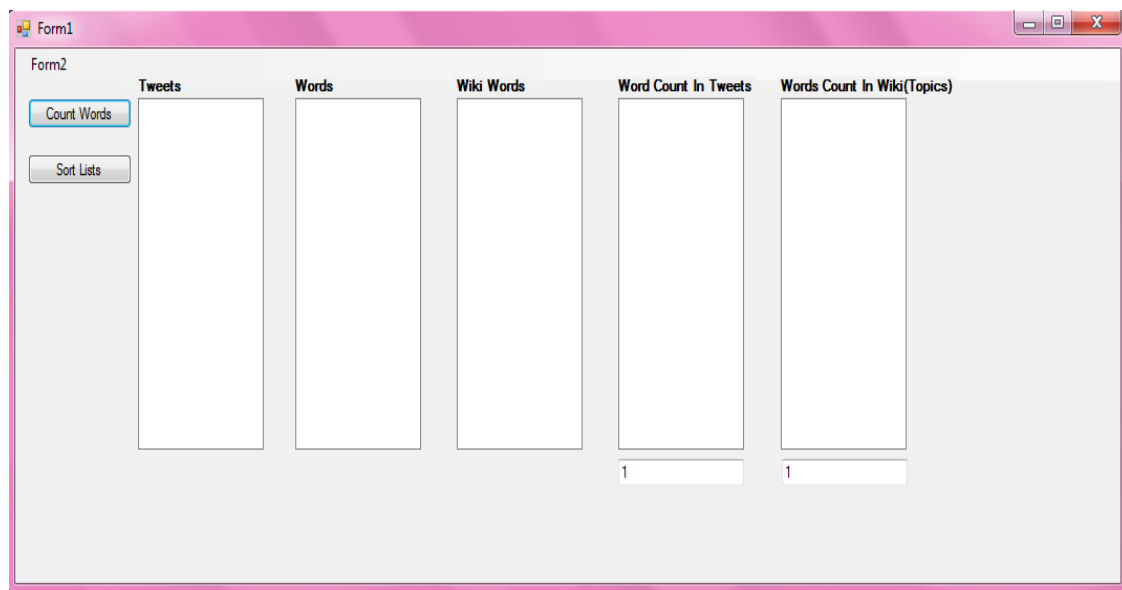 Form1
Form2
Tweets Words Wiki Words Word Count In Tweets Words Count In Wiki(Topics)
Count Words
Sort Lists
1 1